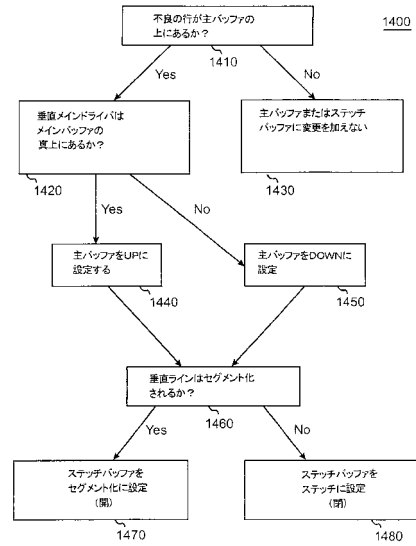 1400
不良の行が主バッファの
上にあるか？
1410
Yes
No
垂直メインドライバは
メインバッファの
真上にあるか？
1420
主バッファまたはステッチ
バッファに変更を加えない
1430
Yes
No
主バッファをUPに
設定する
1440
主バッファをDOWNに
設定
1450
垂直ラインはセグメント化
されるか？
1460
Yes
No
ステッチバッファを
セグメント化に設定
(開)
1470
ステッチバッファを
ステッチに設定
(閉)
1480